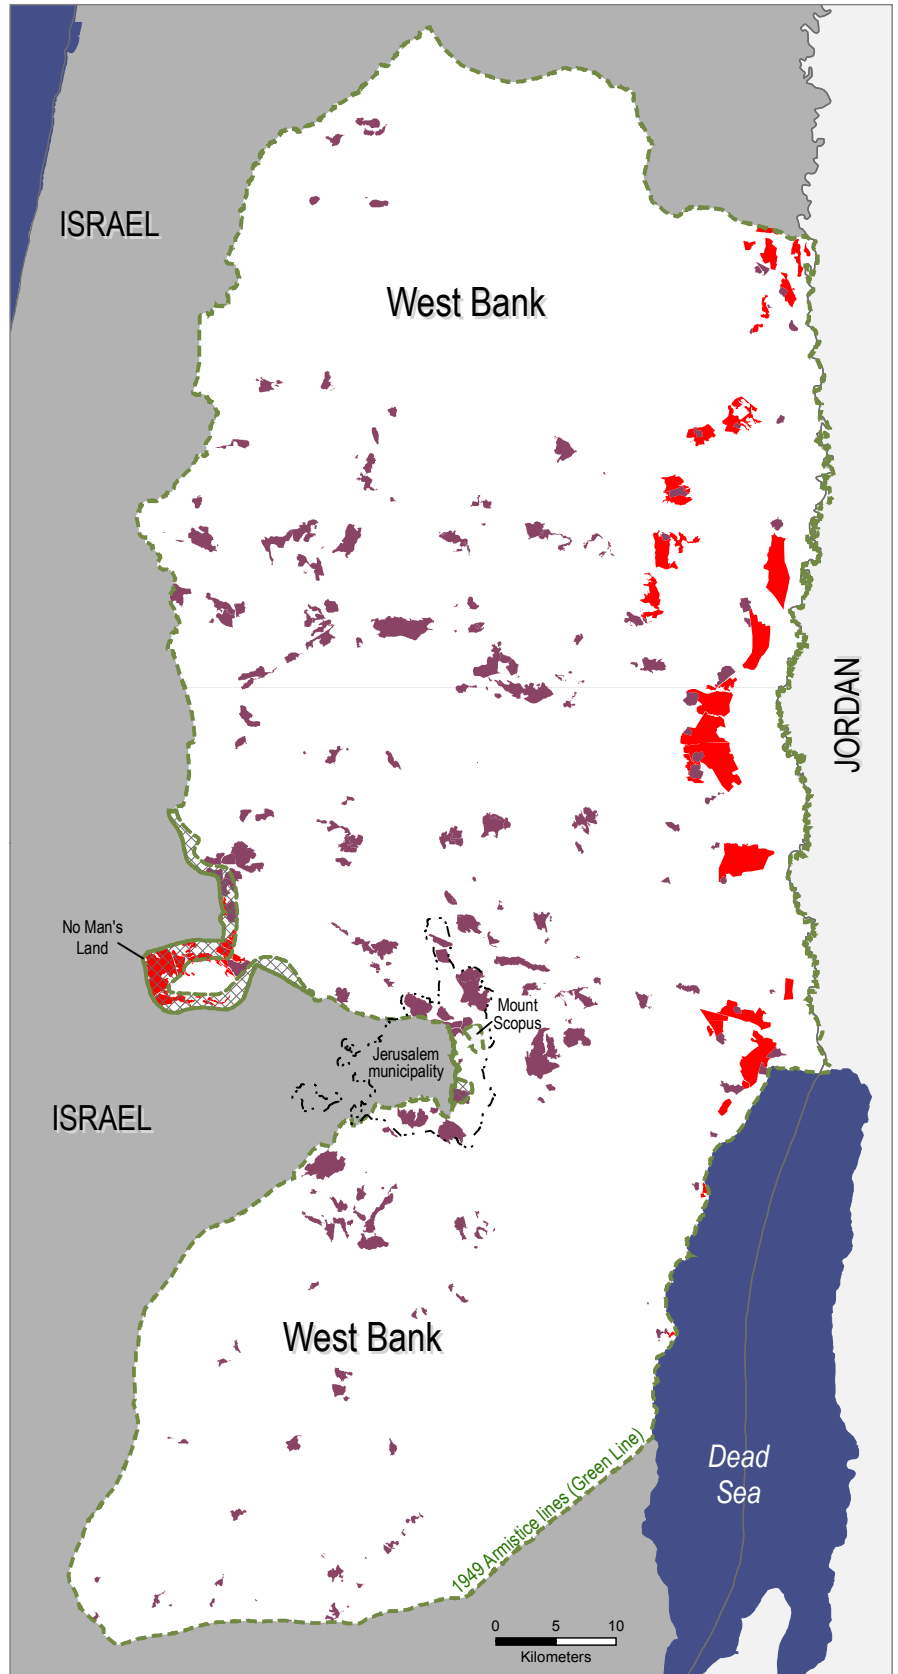 ISRAEL
West Bank
JORDAN
No Man's
Land
Mount
Scopus
Jerusalem
municipality
ISRAEL
West Bank
Dead
Sea
1949 Armistice lines (Green Line)
0 5 10
Kilometers